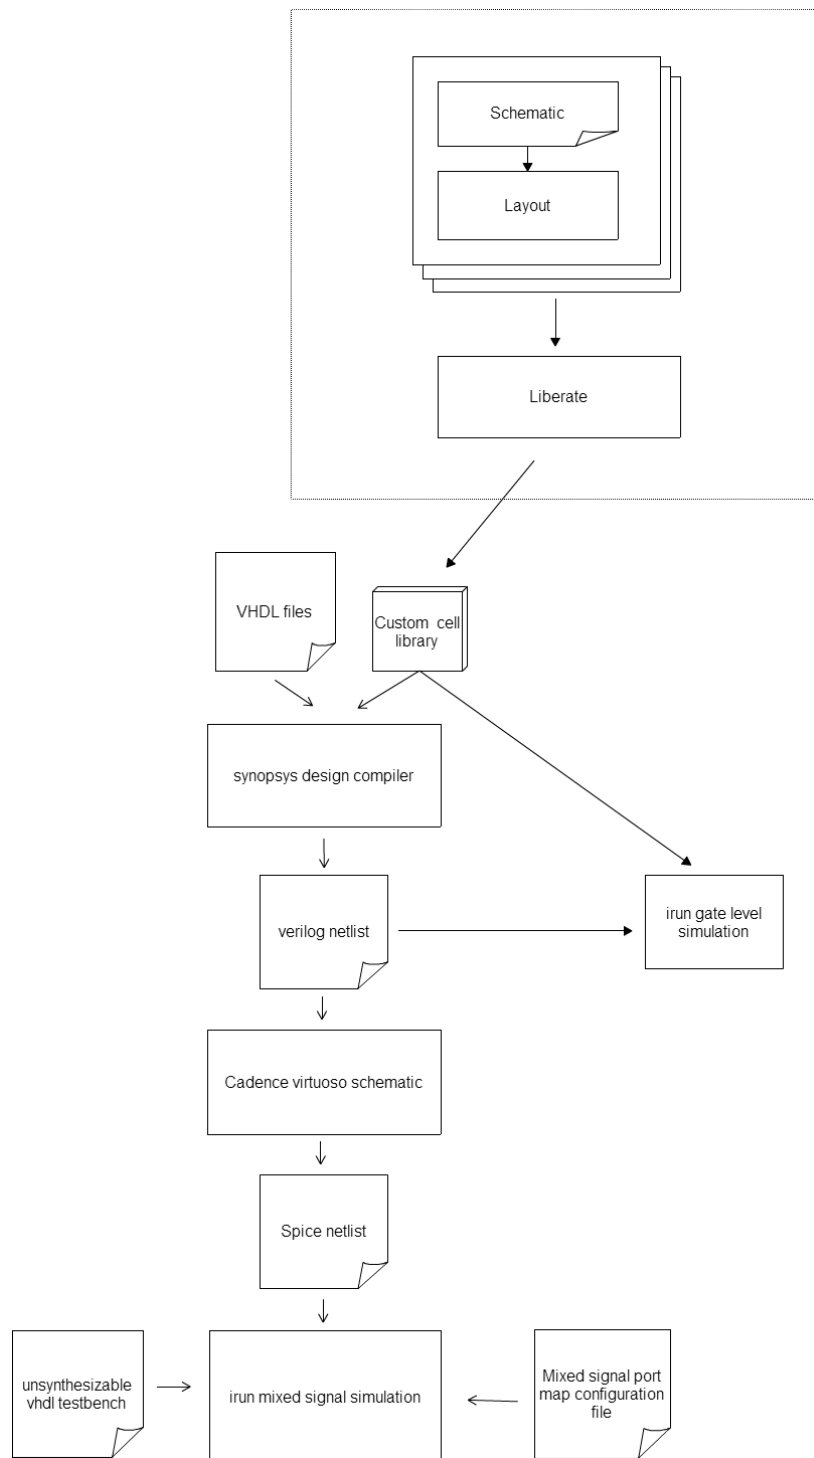 Schematic
Layout
Liberate
VHDL files
Custom cell
library
synopsys design compiler
verilog netlist
irun gate level
simulation
Cadence virtuoso schematic
Spice netlist
unsynthesizable
vhdl testbench
irun mixed signal simulation
Mixed signal port
map configuration
file